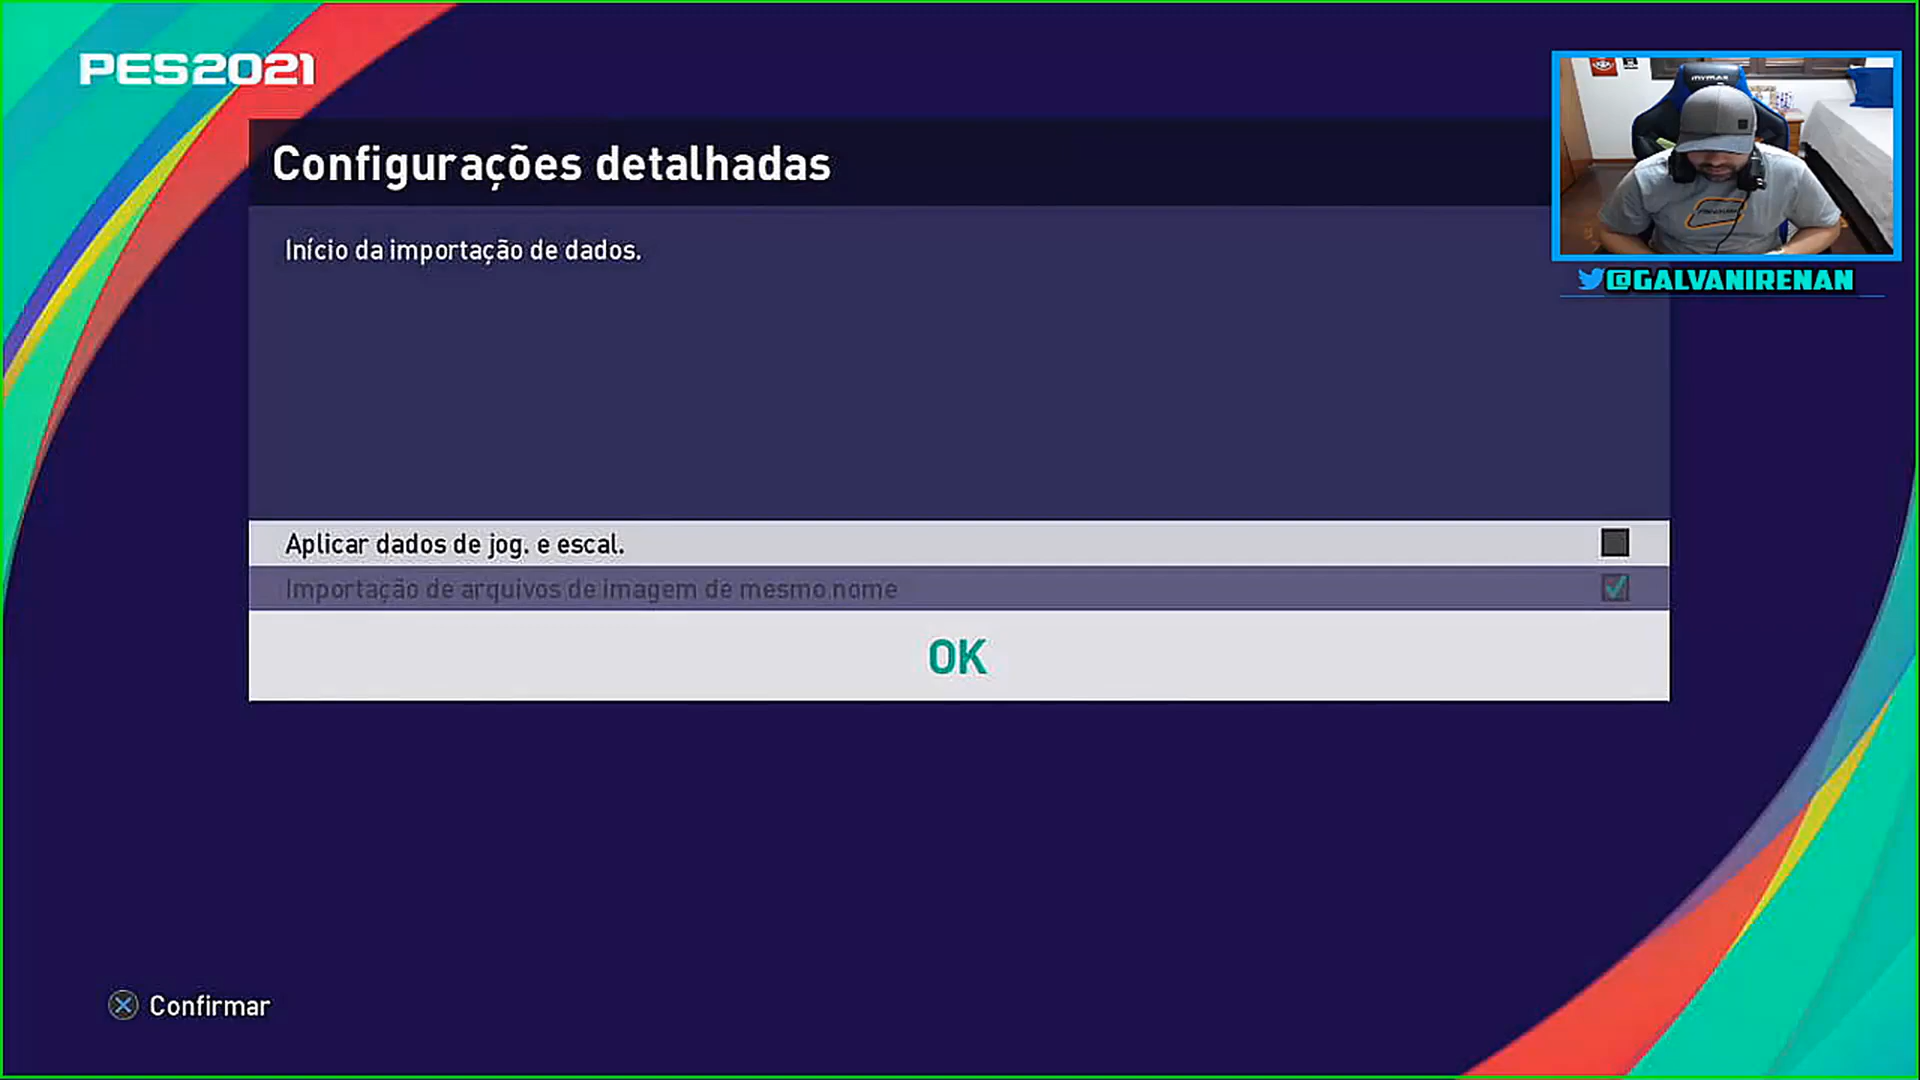 PES2021
MYMAX
Configurações detalhadas
Início da importação de dados.
@GALVANIRENAN
Aplicar dados de jog. e escal.
Importação de arquivos de imagem de mesmo nome
OK
Confirmar